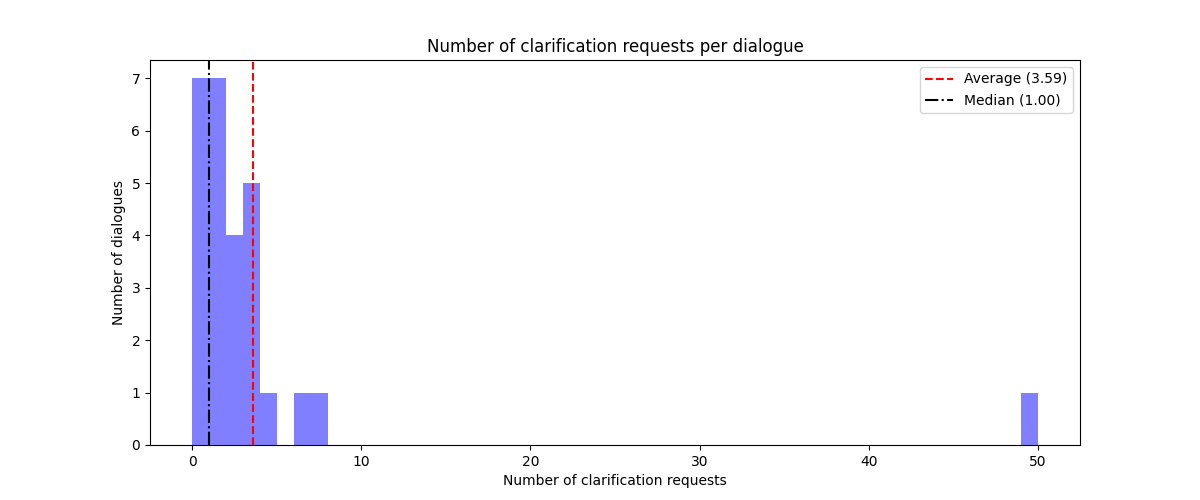 Number of clarification requests per dialogue
Average (3.59)
Median (1.00)
Number of dialogues
7
6
5
4
3
2
1
0
0 10 20 30 40 50
Number of clarification requests